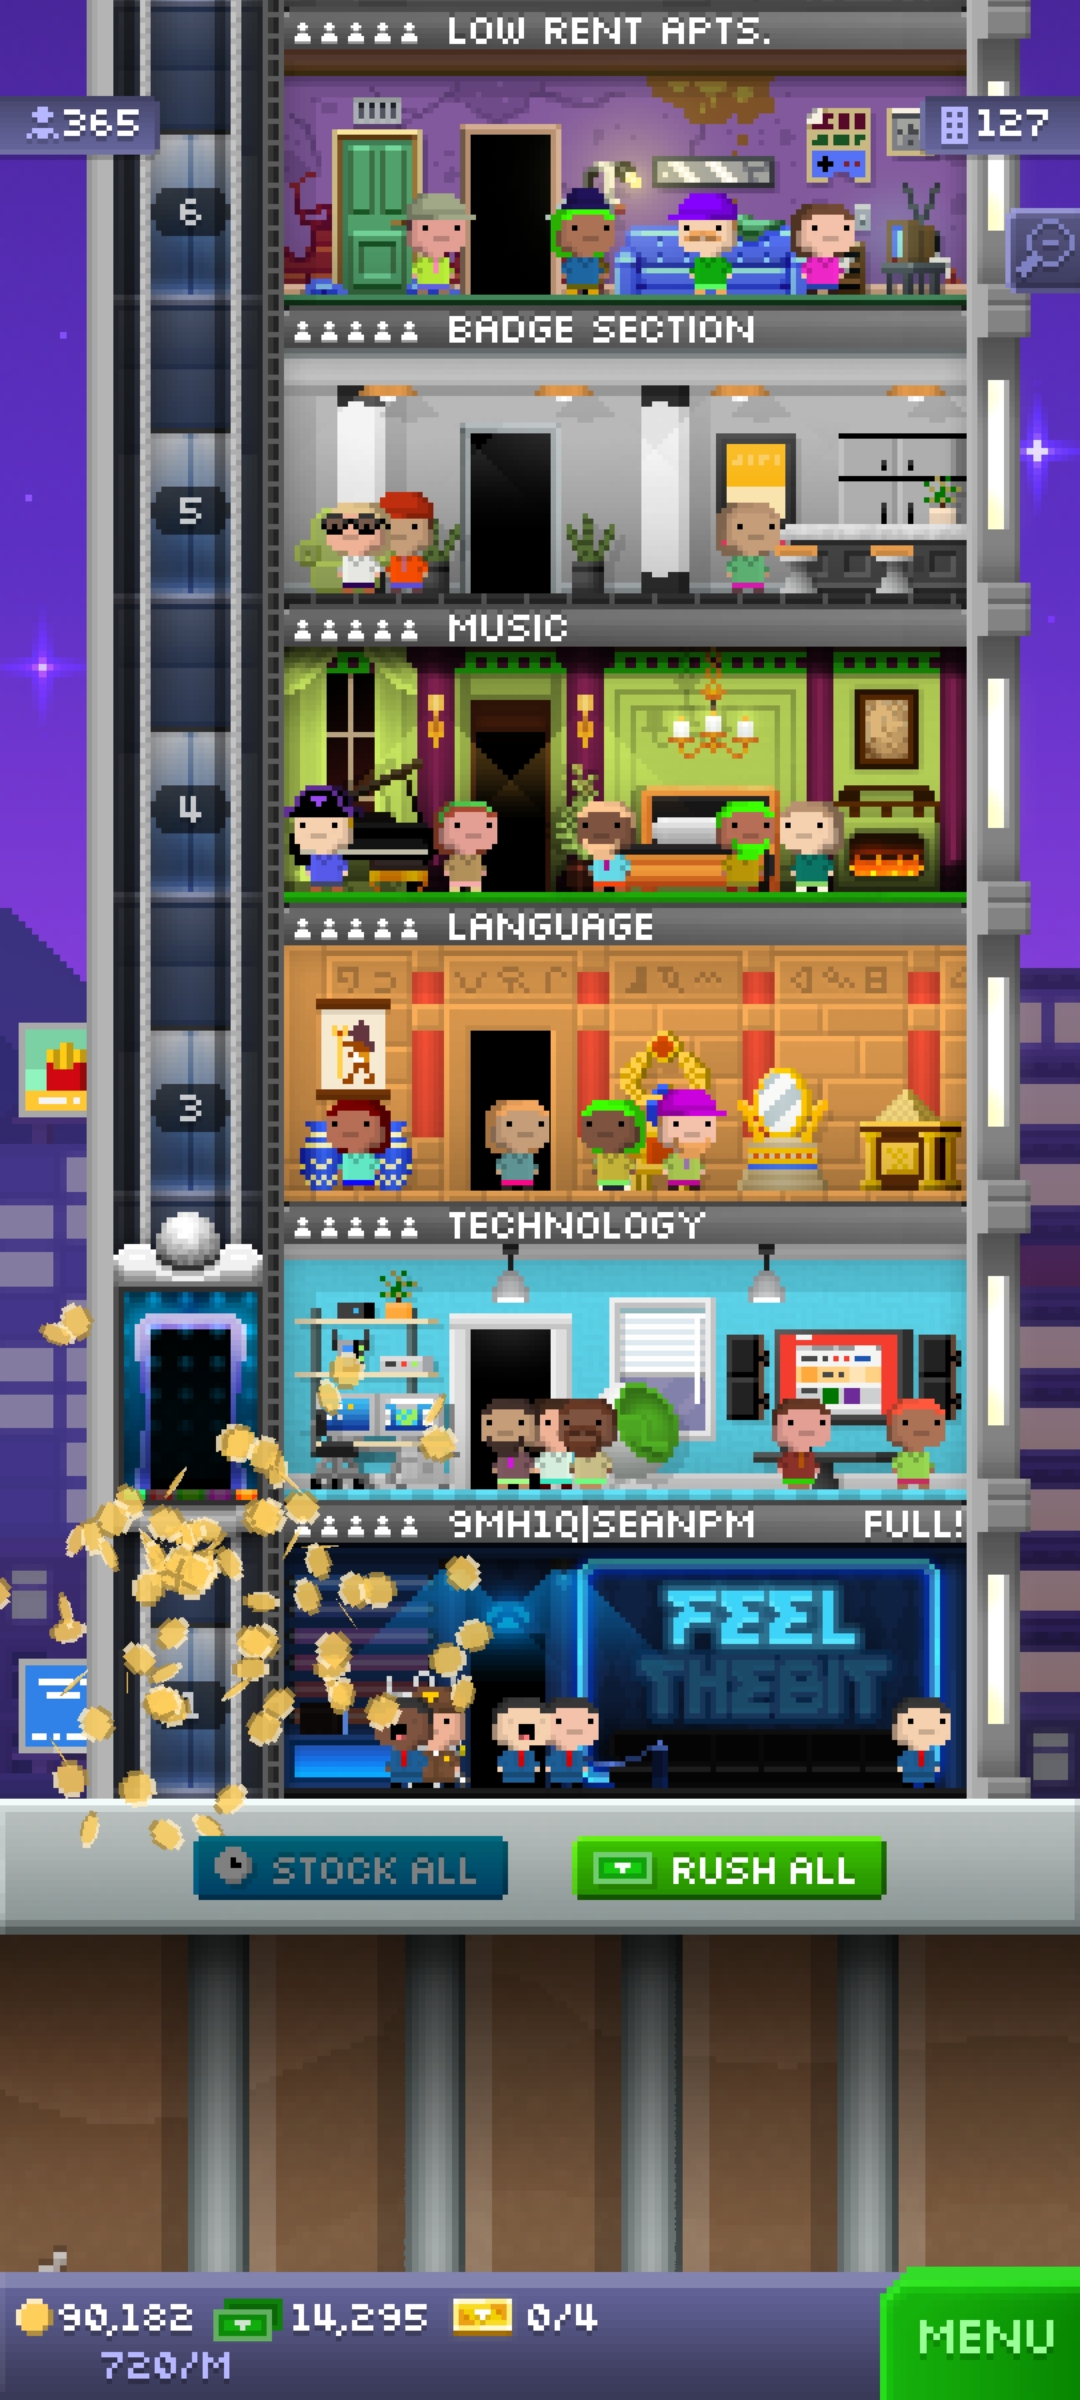 LOW RENT APTS.
365
127
6
BADGE SECTION
5
MUSIC
4
LANGUAGE
3
TECHNOLOGY
9MH1Q|SEANPM FULL!
FEEL
THEBIT
STOCK ALL
RUSH ALL
90,182 14,295 0/4
720/M
MENU